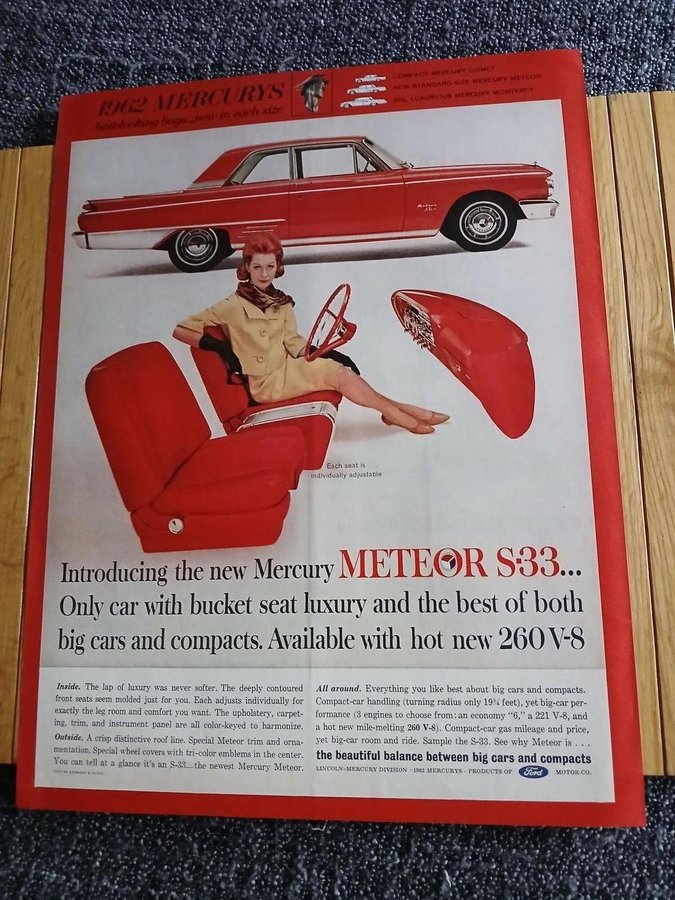 1962 MERCURYS
best-looking buys...now in each size
COMPACT MERCURY COMET
NEW STANDARD-SIZE MERCURY METEOR
BIG, LUXURIOUS MERCURY MONTEREY
Meteor
S-33
Each seat is
individually adjustable
Introducing the new Mercury METEOR S-33...
Only car with bucket seat luxury and the best of both
big cars and compacts. Available with hot new 260 V-8
Inside. The lap of luxury was never softer. The deeply contoured
front seats seem molded just for you. Each adjusts individually for
exactly the leg room and comfort you want. The upholstery, carpet-
ing, trim, and instrument panel are all color-keyed to harmonize.
Outside. A crisp distinctive roof line. Special Meteor trim and orna-
mentation. Special wheel covers with tri-color emblems in the center.
You can tell at a glance it's an S-33...the newest Mercury Meteor.
All around. Everything you like best about big cars and compacts.
Compact-car handling (turning radius only 19¾ feet), yet big-car per-
formance (3 engines to choose from: an economy "6," a 221 V-8, and
a hot new mile-melting 260 V-8). Compact-car gas mileage and price,
yet big-car room and ride. Sample the S-33. See why Meteor is . . .
the beautiful balance between big cars and compacts
LINCOLN-MERCURY DIVISION · 1962 MERCURYS · PRODUCTS OF Ford MOTOR CO.